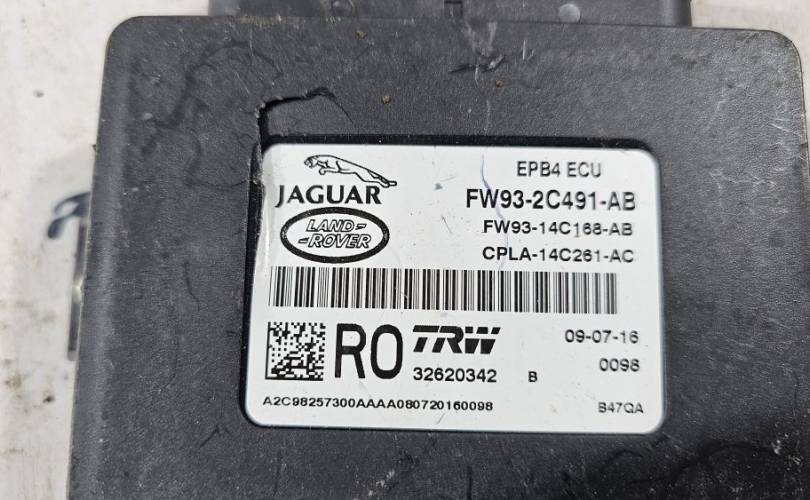 EPB4 ECU
JAGUAR
FW93-2C491-AB
LAND-
-ROVER
FW93-14C168-AB
CPLA-14C261-AC
RO TRW
09-07-16
32620342 B
0098
A2C98257300AAAA080720160098
B47QA